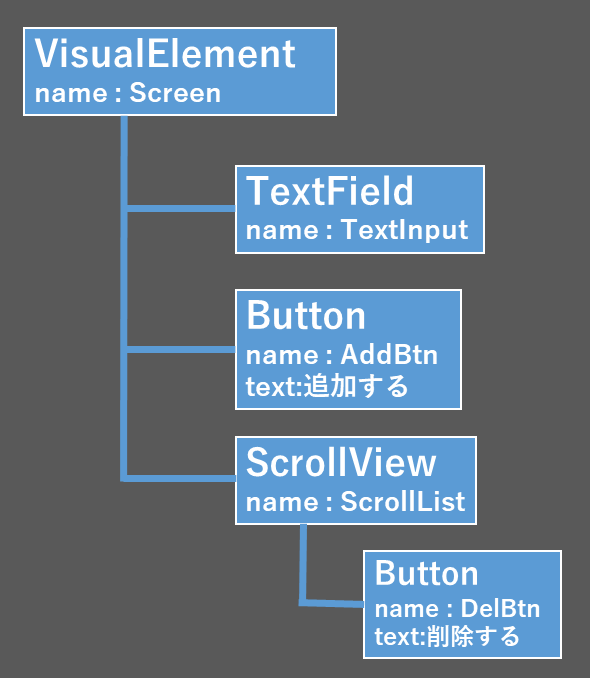 VisualElement
name : Screen
TextField
name : TextInput
Button
name : AddBtn
text:追加する
ScrollView
name : ScrollList
Button
name : DelBtn
text:削除する